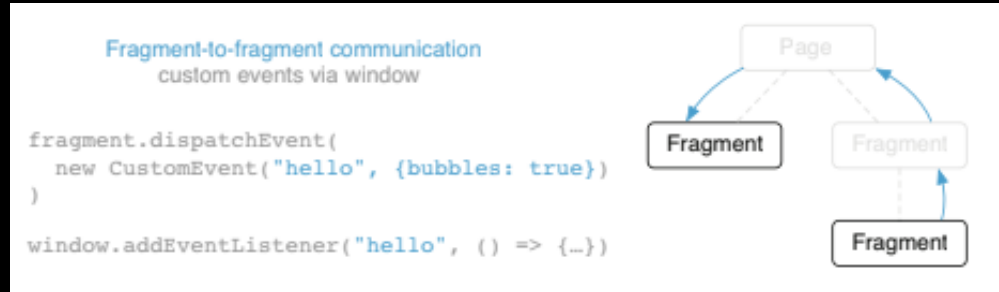 Fragment-to-fragment communication
custom events via window
fragment.dispatchEvent(
  new CustomEvent("hello", {bubbles: true})
)
window.addEventListener("hello", () => {…})
Page
Fragment
Fragment
Fragment